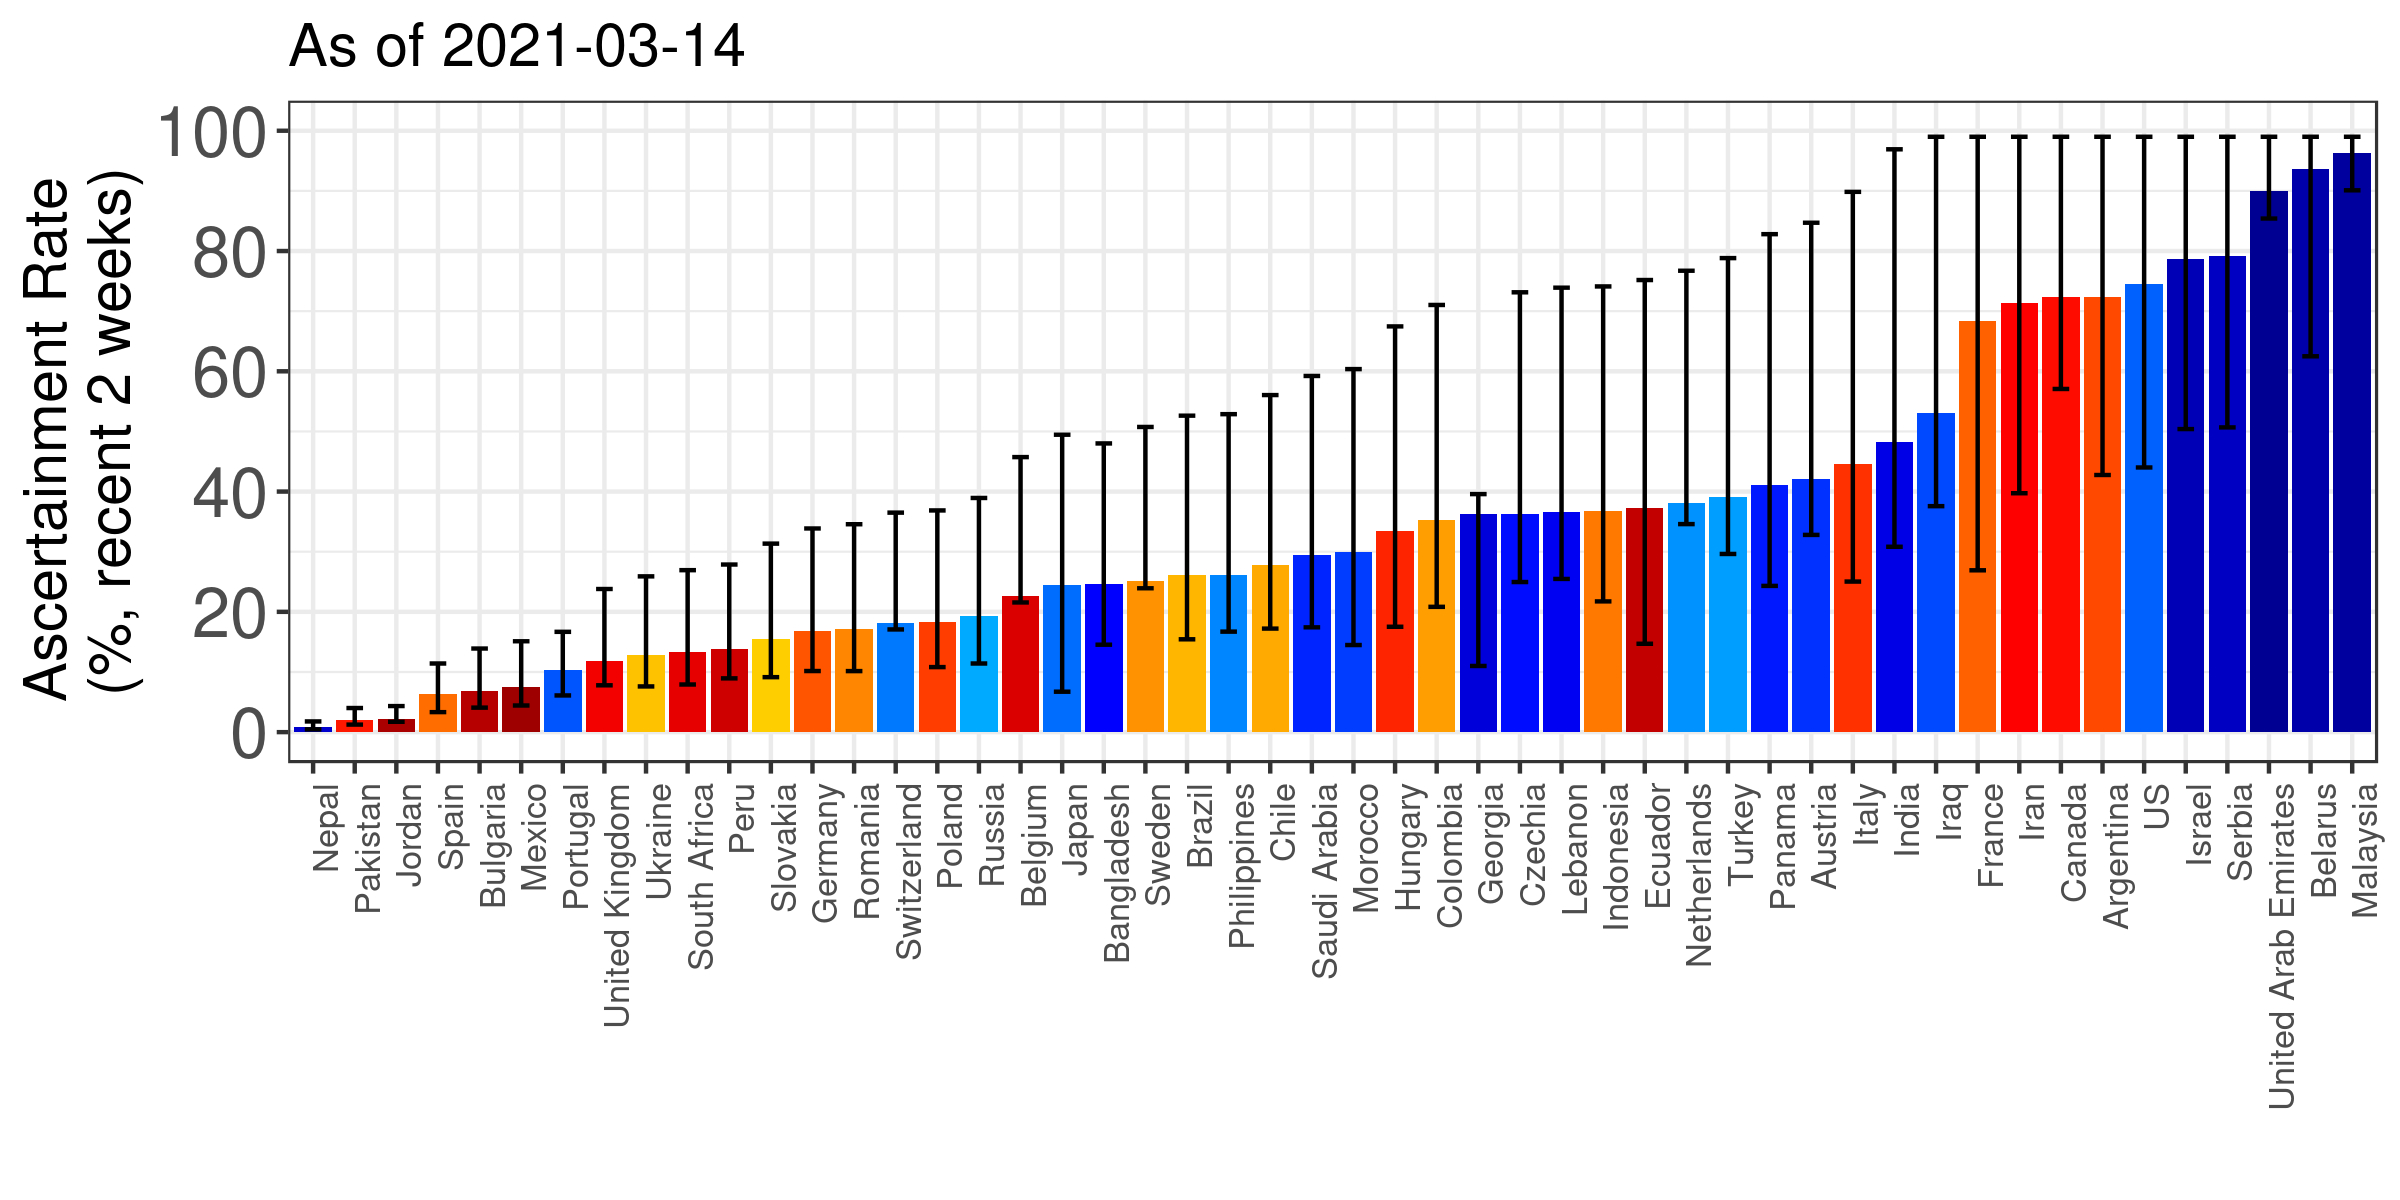 As of 2021-03-14
Ascertainment Rate
(%, recent 2 weeks)
100
80
60
40
20
0
Nepal
Pakistan
Jordan
Spain
Bulgaria
Mexico
Portugal
United Kingdom
Ukraine
South Africa
Peru
Slovakia
Germany
Romania
Switzerland
Poland
Russia
Belgium
Japan
Bangladesh
Sweden
Brazil
Philippines
Chile
Saudi Arabia
Morocco
Hungary
Colombia
Georgia
Czechia
Lebanon
Indonesia
Ecuador
Netherlands
Turkey
Panama
Austria
Italy
India
Iraq
France
Iran
Canada
Argentina
US
Israel
Serbia
United Arab Emirates
Belarus
Malaysia